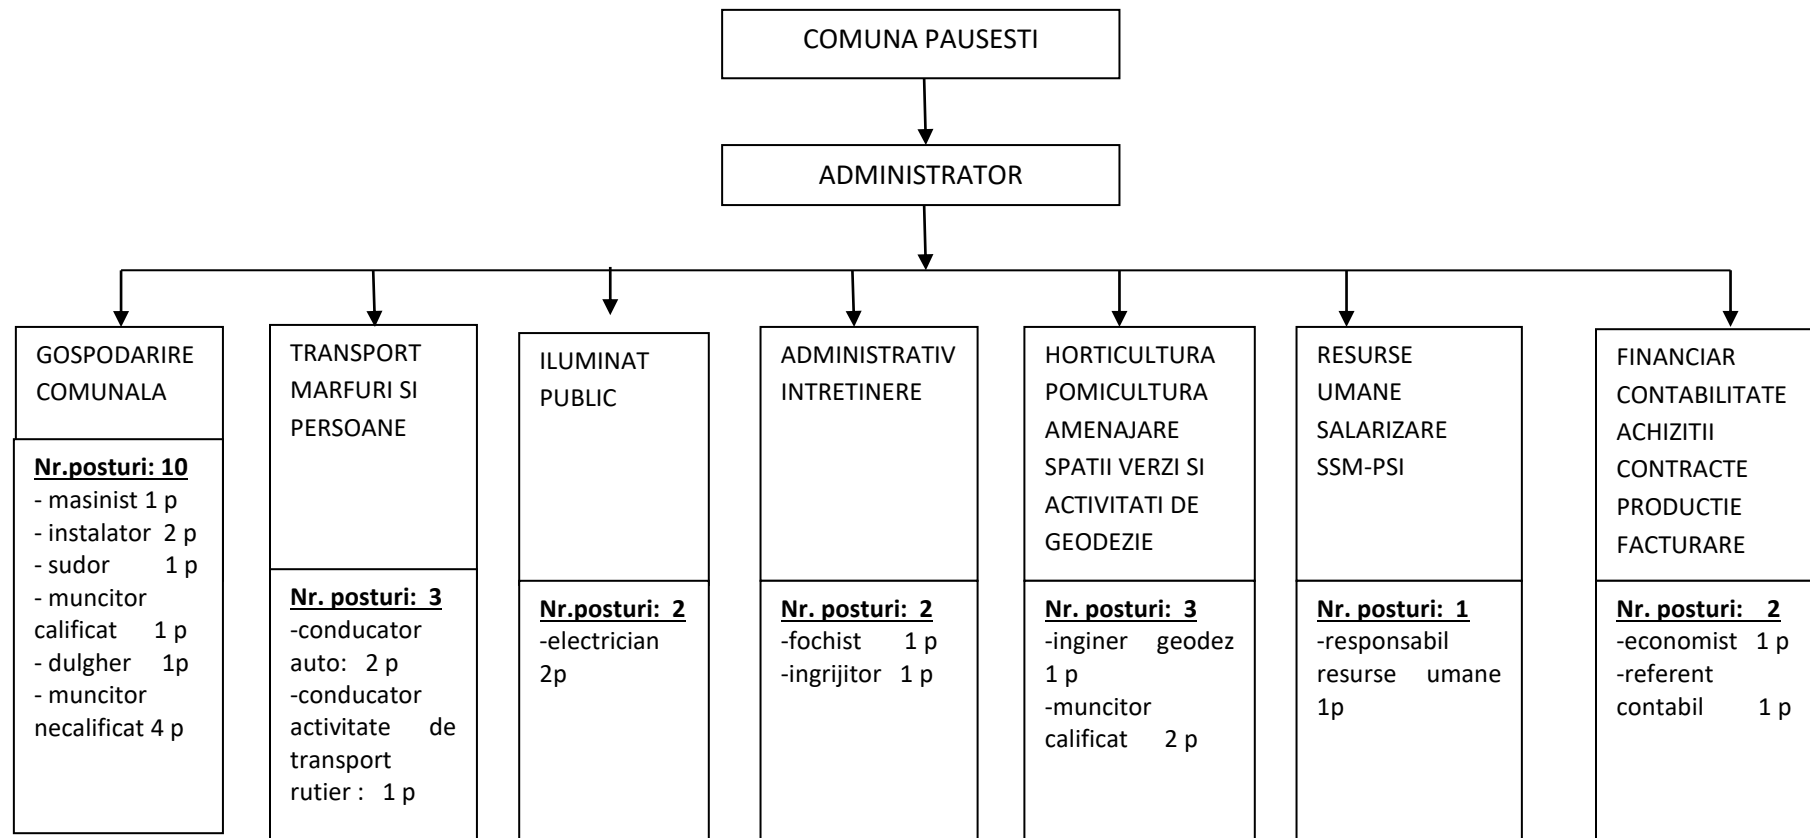 COMUNA PAUSESTI
ADMINISTRATOR
GOSPODARIRE
COMUNALA
Nr.posturi: 10
- masinist 1 p
- instalator 2 p
- sudor 1 p
- muncitor
calificat 1 p
- dulgher 1p
- muncitor
necalificat 4 p
TRANSPORT
MARFURI SI
PERSOANE
Nr. posturi: 3
-conducator
auto: 2 p
-conducator
activitate de
transport
rutier : 1 p
ILUMINAT
PUBLIC
Nr.posturi: 2
-electrician
2p
ADMINISTRATIV
INTRETINERE
Nr. posturi: 2
-fochist 1 p
-ingrijitor 1 p
HORTICULTURA
POMICULTURA
AMENAJARE
SPATII VERZI SI
ACTIVITATI DE
GEODEZIE
Nr. posturi: 3
-inginer geodez
1 p
-muncitor
calificat 2 p
RESURSE
UMANE
SALARIZARE
SSM-PSI
Nr. posturi: 1
-responsabil
resurse umane
1p
FINANCIAR
CONTABILITATE
ACHIZITII
CONTRACTE
PRODUCTIE
FACTURARE
Nr. posturi: 2
-economist 1 p
-referent
contabil 1 p